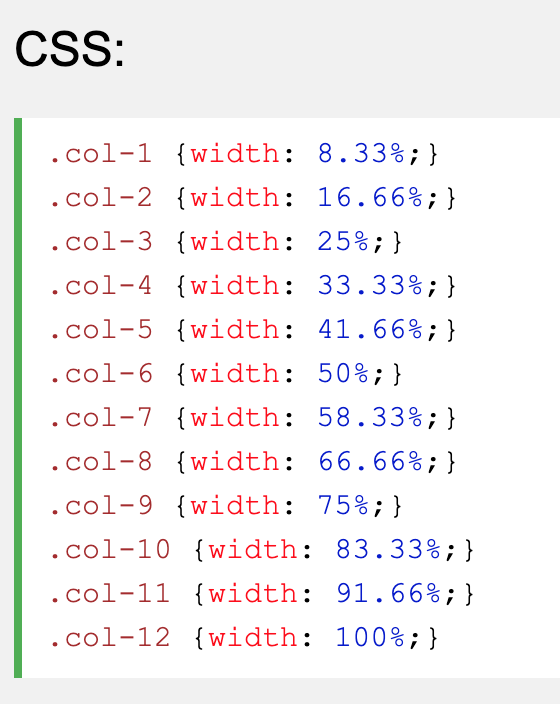 CSS:
.col-1 {width: 8.33%;}
.col-2 {width: 16.66%;}
.col-3 {width: 25%;}
.col-4 {width: 33.33%;}
.col-5 {width: 41.66%;}
.col-6 {width: 50%;}
.col-7 {width: 58.33%;}
.col-8 {width: 66.66%;}
.col-9 {width: 75%;}
.col-10 {width: 83.33%;}
.col-11 {width: 91.66%;}
.col-12 {width: 100%;}